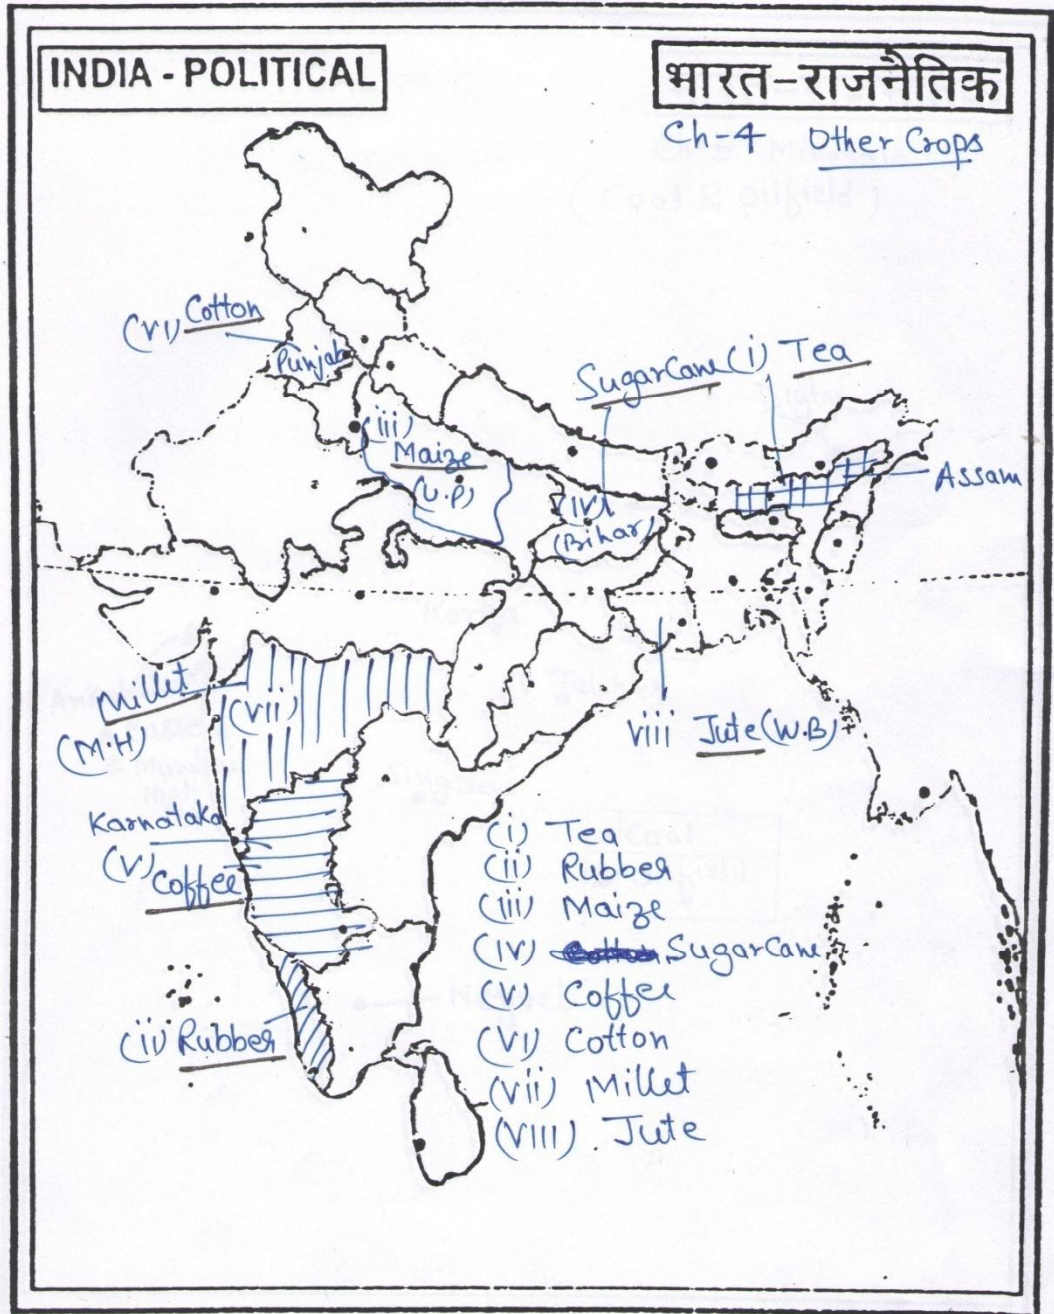 INDIA - POLITICAL
भारत-राजनैतिक
Ch-4 Other Crops
(VI) Cotton
Punjab
SugarCane (i) Tea
(iii)
Maize
(U.P)
Assam
(IV)
(Bihar)
Millet
(vii)
(M.H)
viii Jute (W.B)
Karnataka
(V) Coffee
(ii) Rubber
(i) Tea
(ii) Rubber
(iii) Maize
(IV) SugarCane
(V) Coffee
(VI) Cotton
(vii) Millet
(VIII) Jute
Korba
Coal